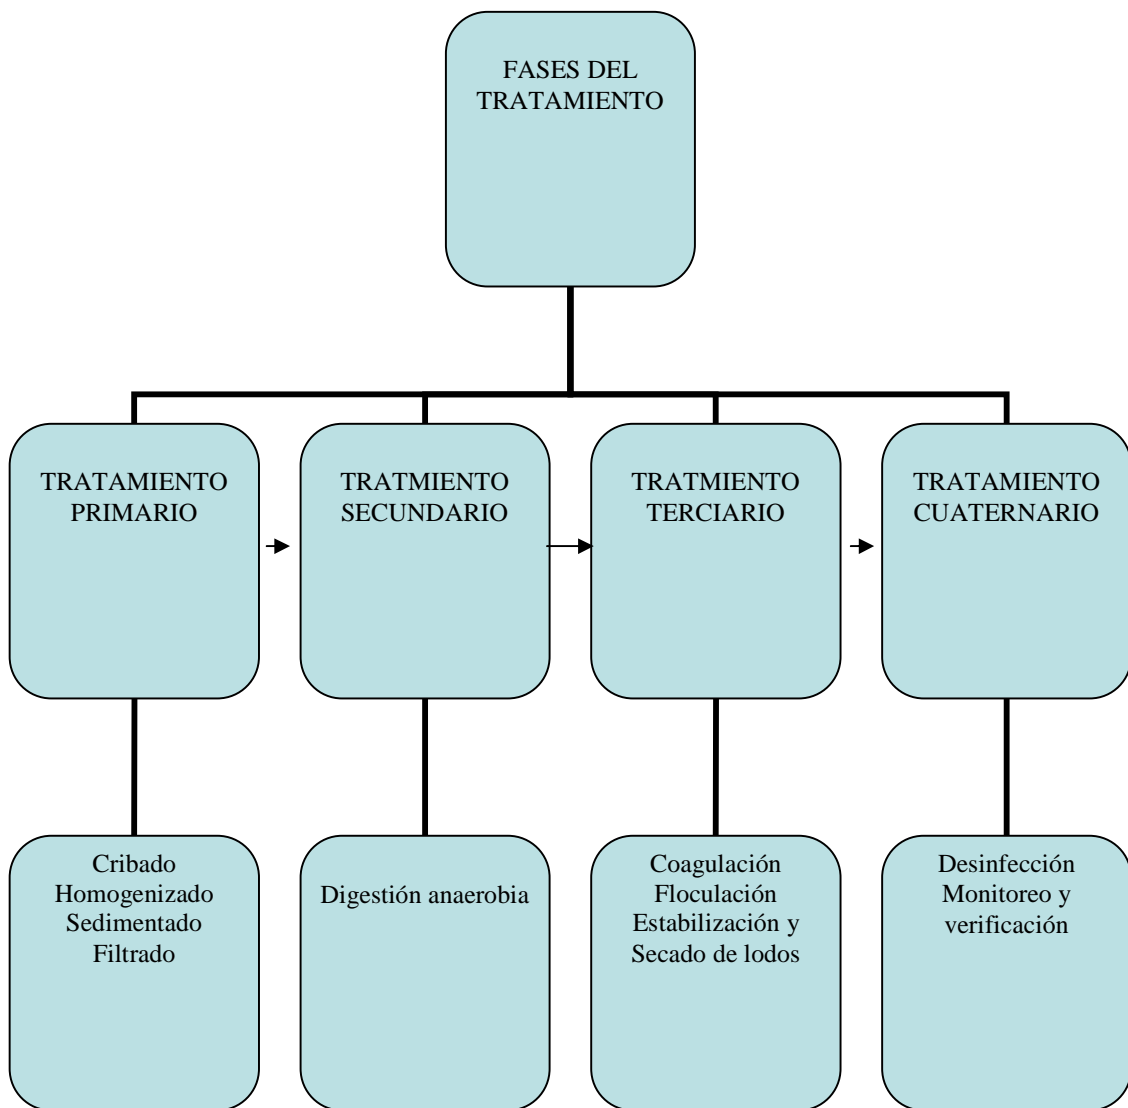 FASES DEL
TRATAMIENTO
TRATAMIENTO
PRIMARIO
TRATMIENTO
SECUNDARIO
TRATMIENTO
TERCIARIO
TRATAMIENTO
CUATERNARIO
Cribado
Homogenizado
Sedimentado
Filtrado
Digestión anaerobia
Coagulación
Floculación
Estabilización y
Secado de lodos
Desinfección
Monitoreo y
verificación